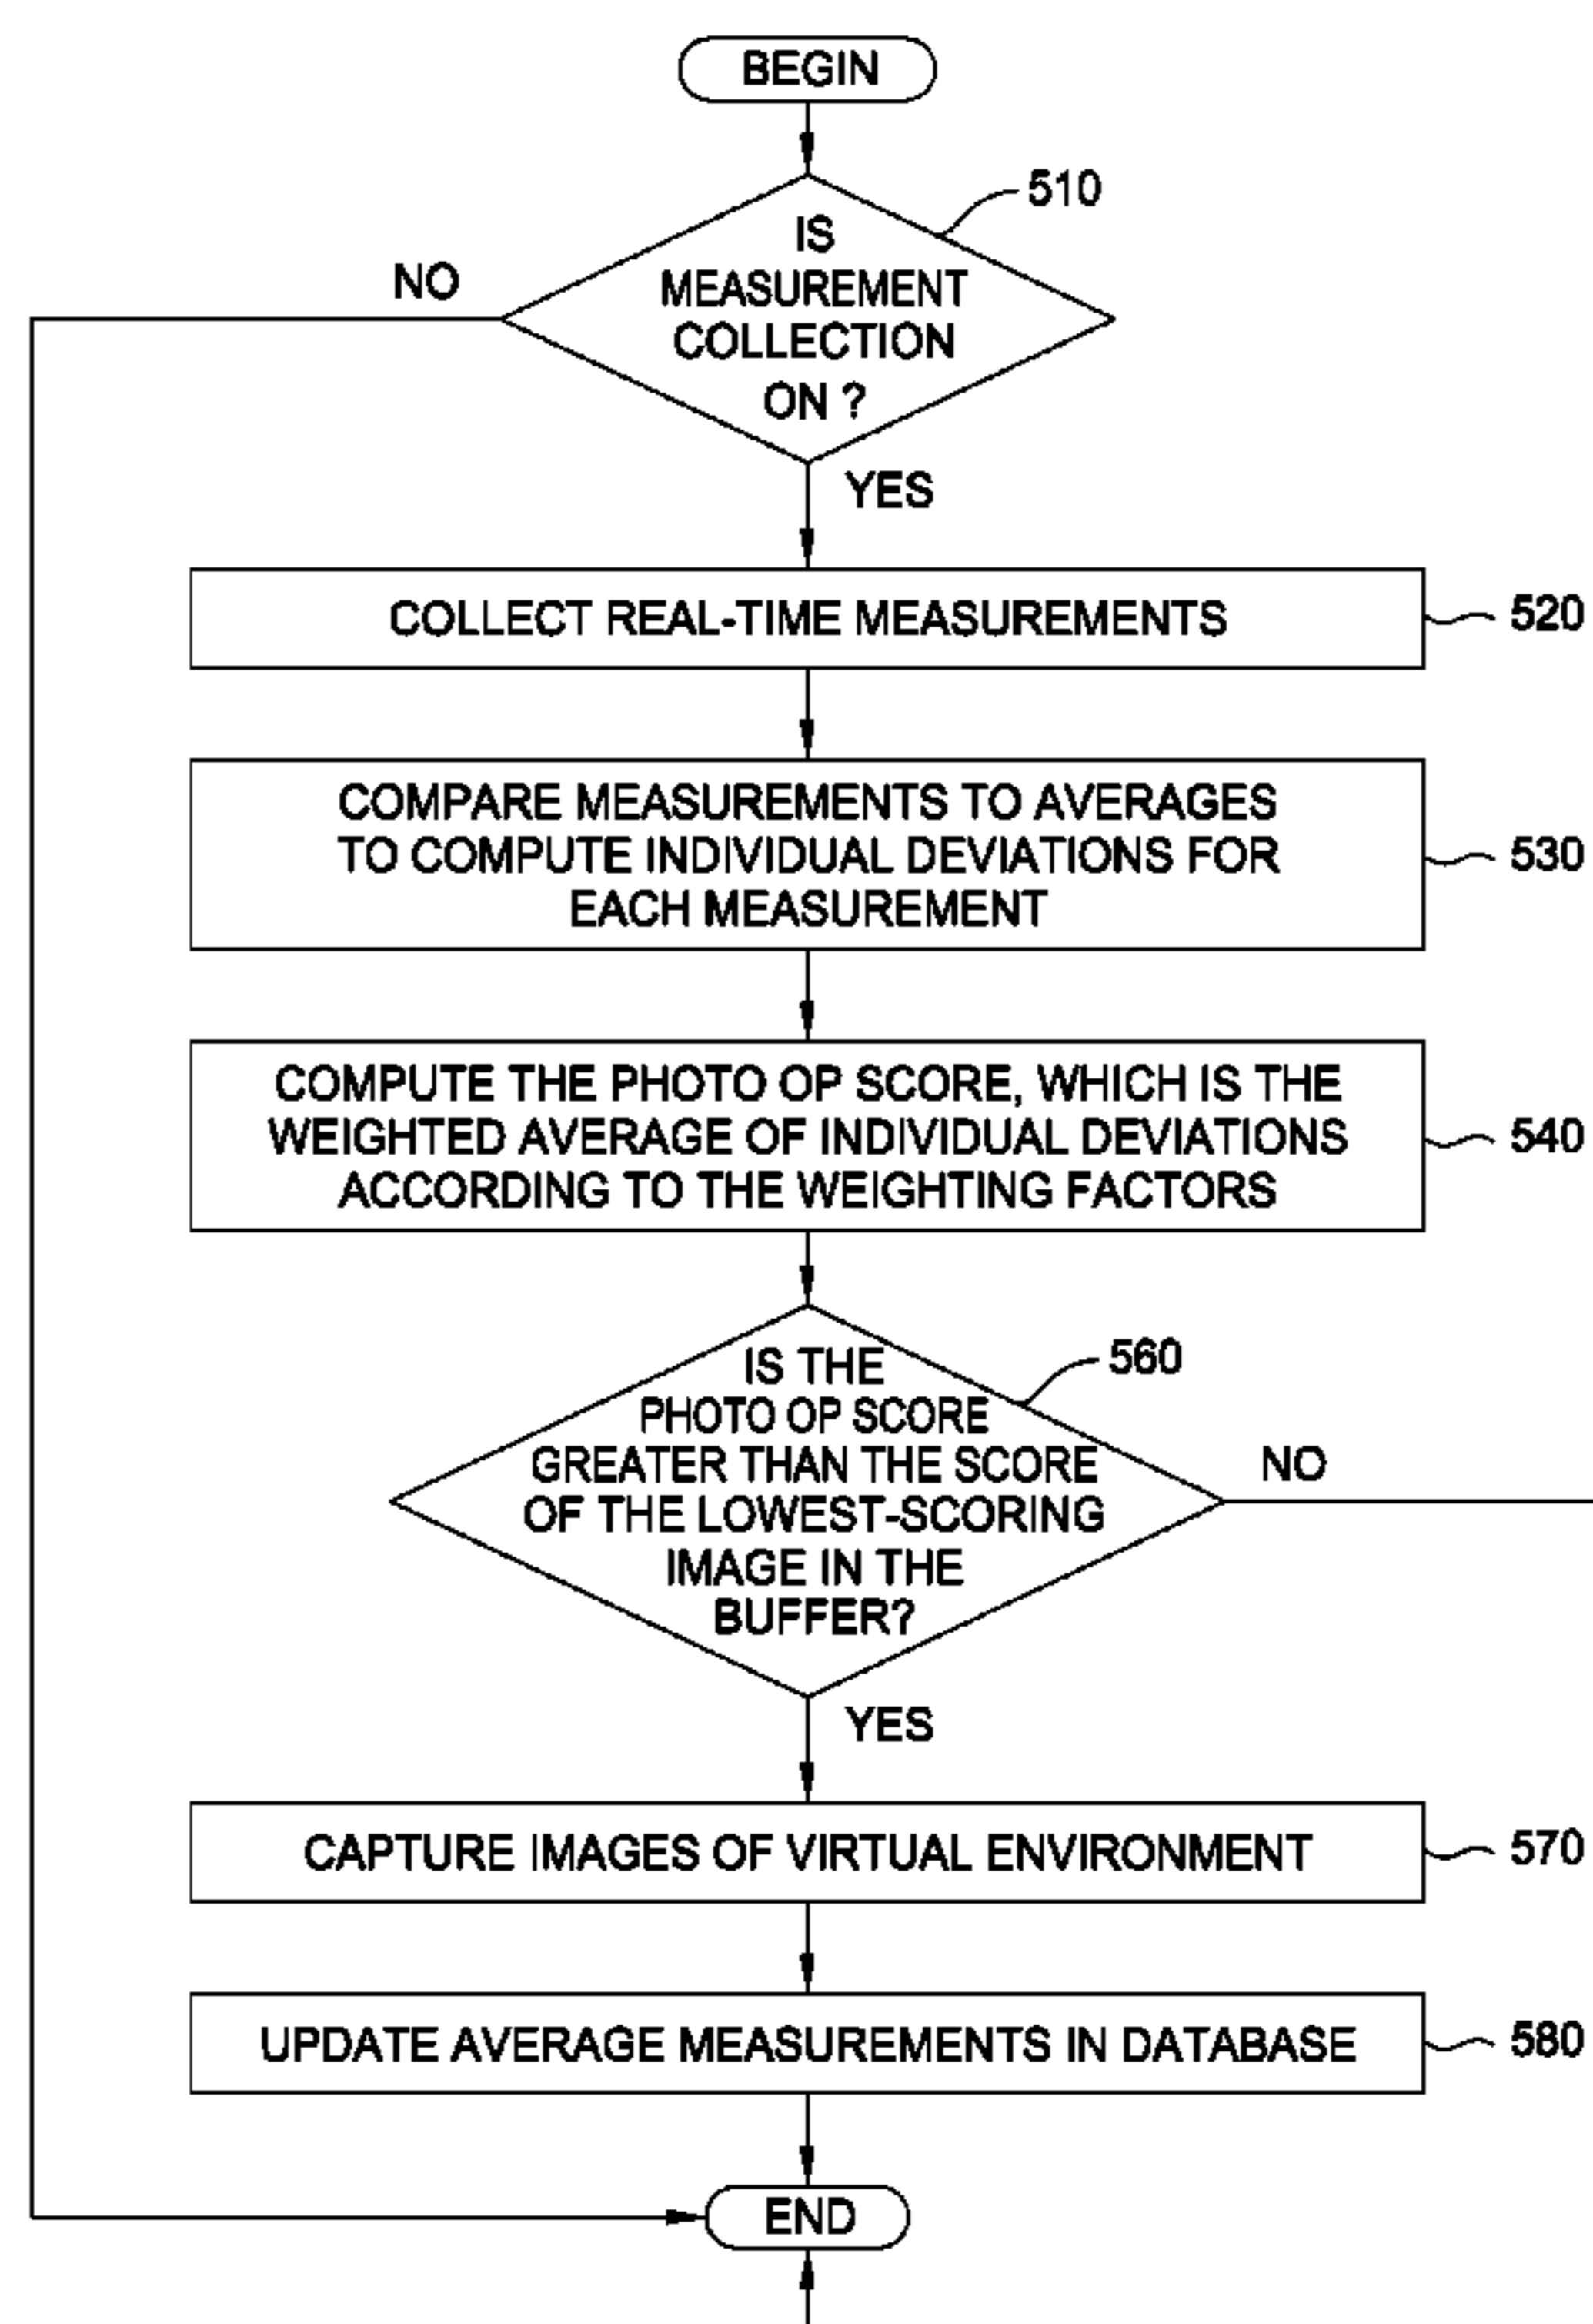 BEGIN
510
IS
MEASUREMENT
COLLECTION
ON ?
NO
YES
COLLECT REAL-TIME MEASUREMENTS
520
COMPARE MEASUREMENTS TO AVERAGES
TO COMPUTE INDIVIDUAL DEVIATIONS FOR
EACH MEASUREMENT
530
COMPUTE THE PHOTO OP SCORE, WHICH IS THE
WEIGHTED AVERAGE OF INDIVIDUAL DEVIATIONS
ACCORDING TO THE WEIGHTING FACTORS
540
IS THE
PHOTO OP SCORE
GREATER THAN THE SCORE
OF THE LOWEST-SCORING
IMAGE IN THE
BUFFER?
560
NO
YES
CAPTURE IMAGES OF VIRTUAL ENVIRONMENT
570
UPDATE AVERAGE MEASUREMENTS IN DATABASE
580
END